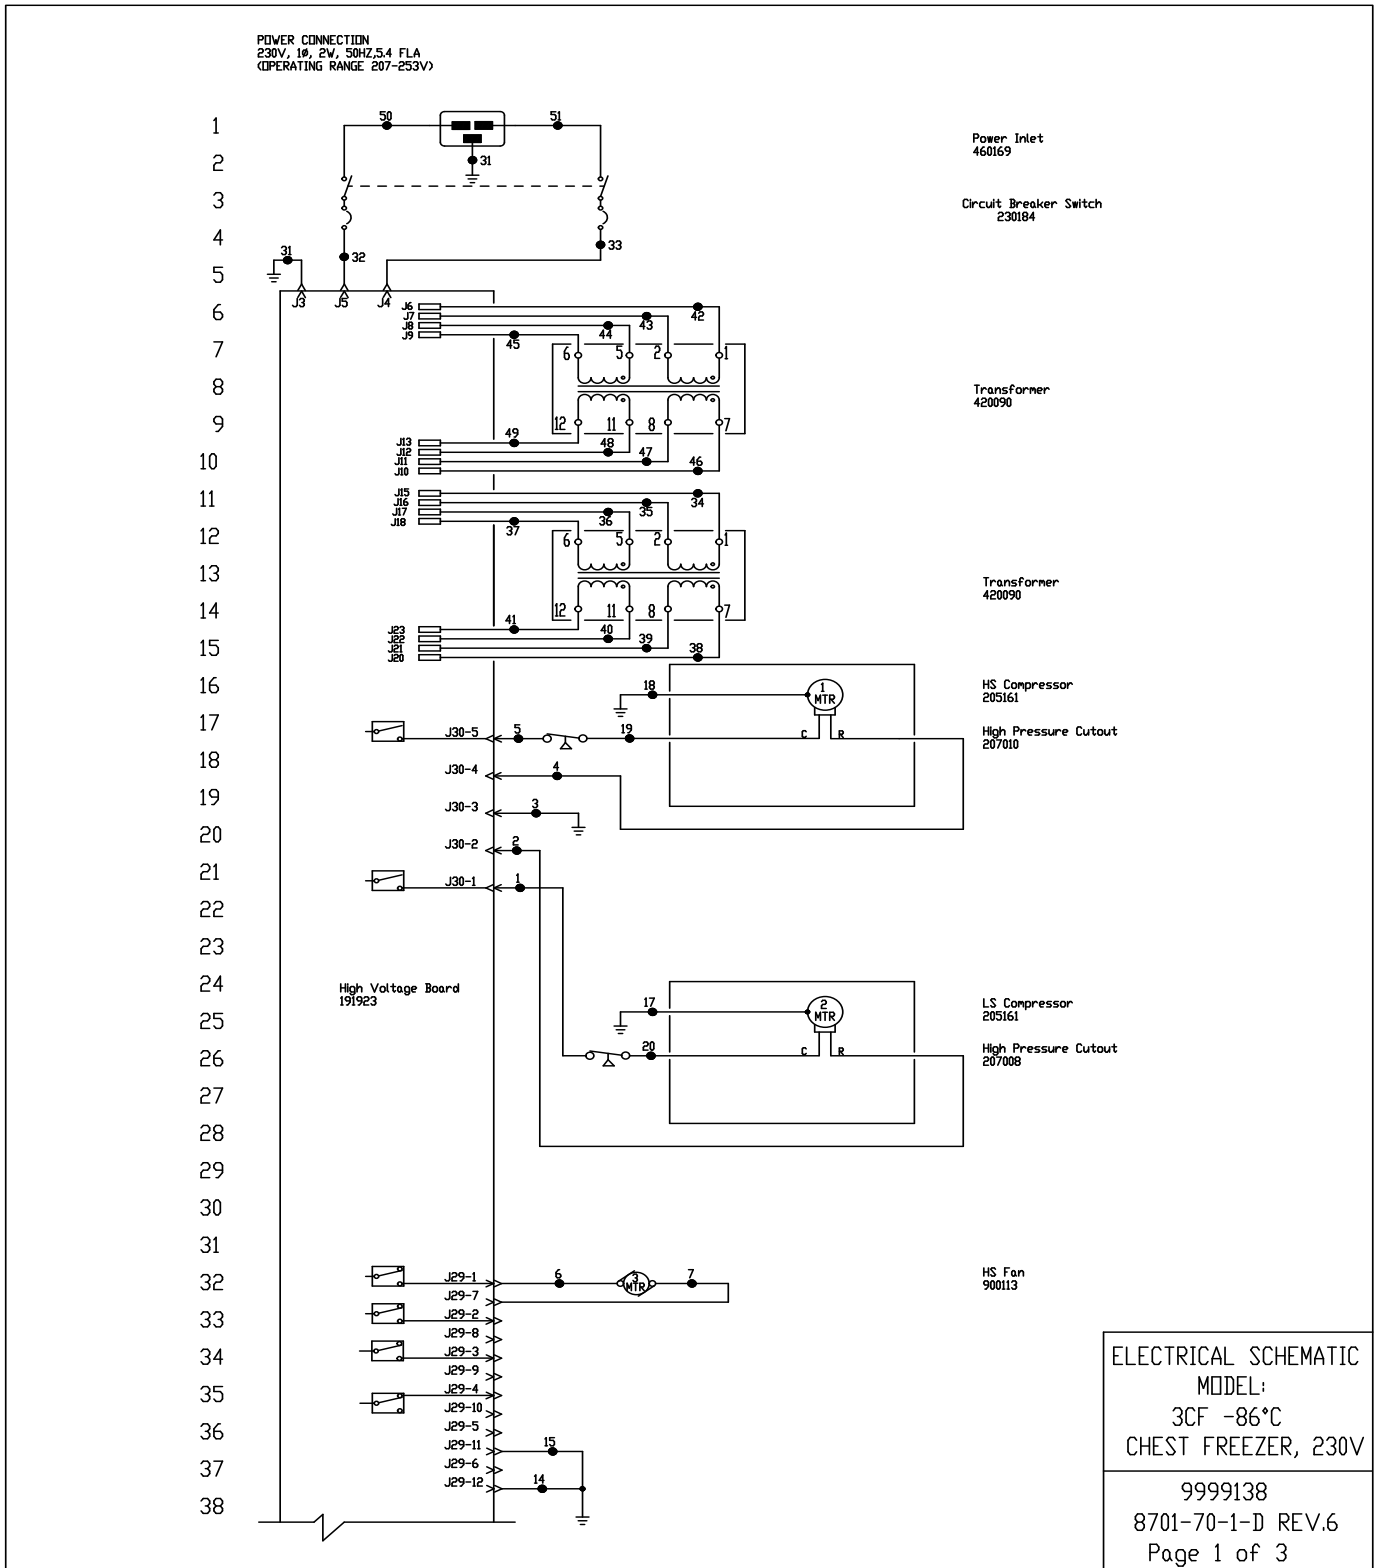 POWER CONNECTION
230V, 1ø, 2W, 50HZ,5.4 FLA
(OPERATING RANGE 207-253V)
1
50
51
Power Inlet
460169
2
31
3
Circuit Breaker Switch
230184
4
33
31
32
5
J3
J5
J4
6
J6
42
J7
43
J8
44
J9
45
7
6
5
2
1
8
Transformer
420090
9
12
11
8
7
49
J13
48
J12
47
10
J11
46
J10
11
J15
34
J16
35
J17
36
J18
37
12
6
5
2
1
13
Transformer
420090
14
12
11
8
7
41
J23
40
J22
39
15
J21
38
J20
16
18
1
MTR
HS Compressor
205161
17
J30-5
5
19
C
R
High Pressure Cutout
207010
18
J30-4
4
19
J30-3
3
20
J30-2
2
21
J30-1
1
22
23
24
High Voltage Board
191923
17
2
MTR
LS Compressor
205161
25
26
20
C
R
High Pressure Cutout
207008
27
28
29
30
31
32
J29-1
6
3
MTR
7
HS Fan
900113
J29-7
33
J29-2
J29-8
34
J29-3
J29-9
35
J29-4
J29-10
36
J29-5
J29-11
15
37
J29-6
J29-12
14
38
ELECTRICAL SCHEMATIC
MODEL:
3CF -86°C
CHEST FREEZER, 230V
9999138
8701-70-1-D REV.6
Page 1 of 3